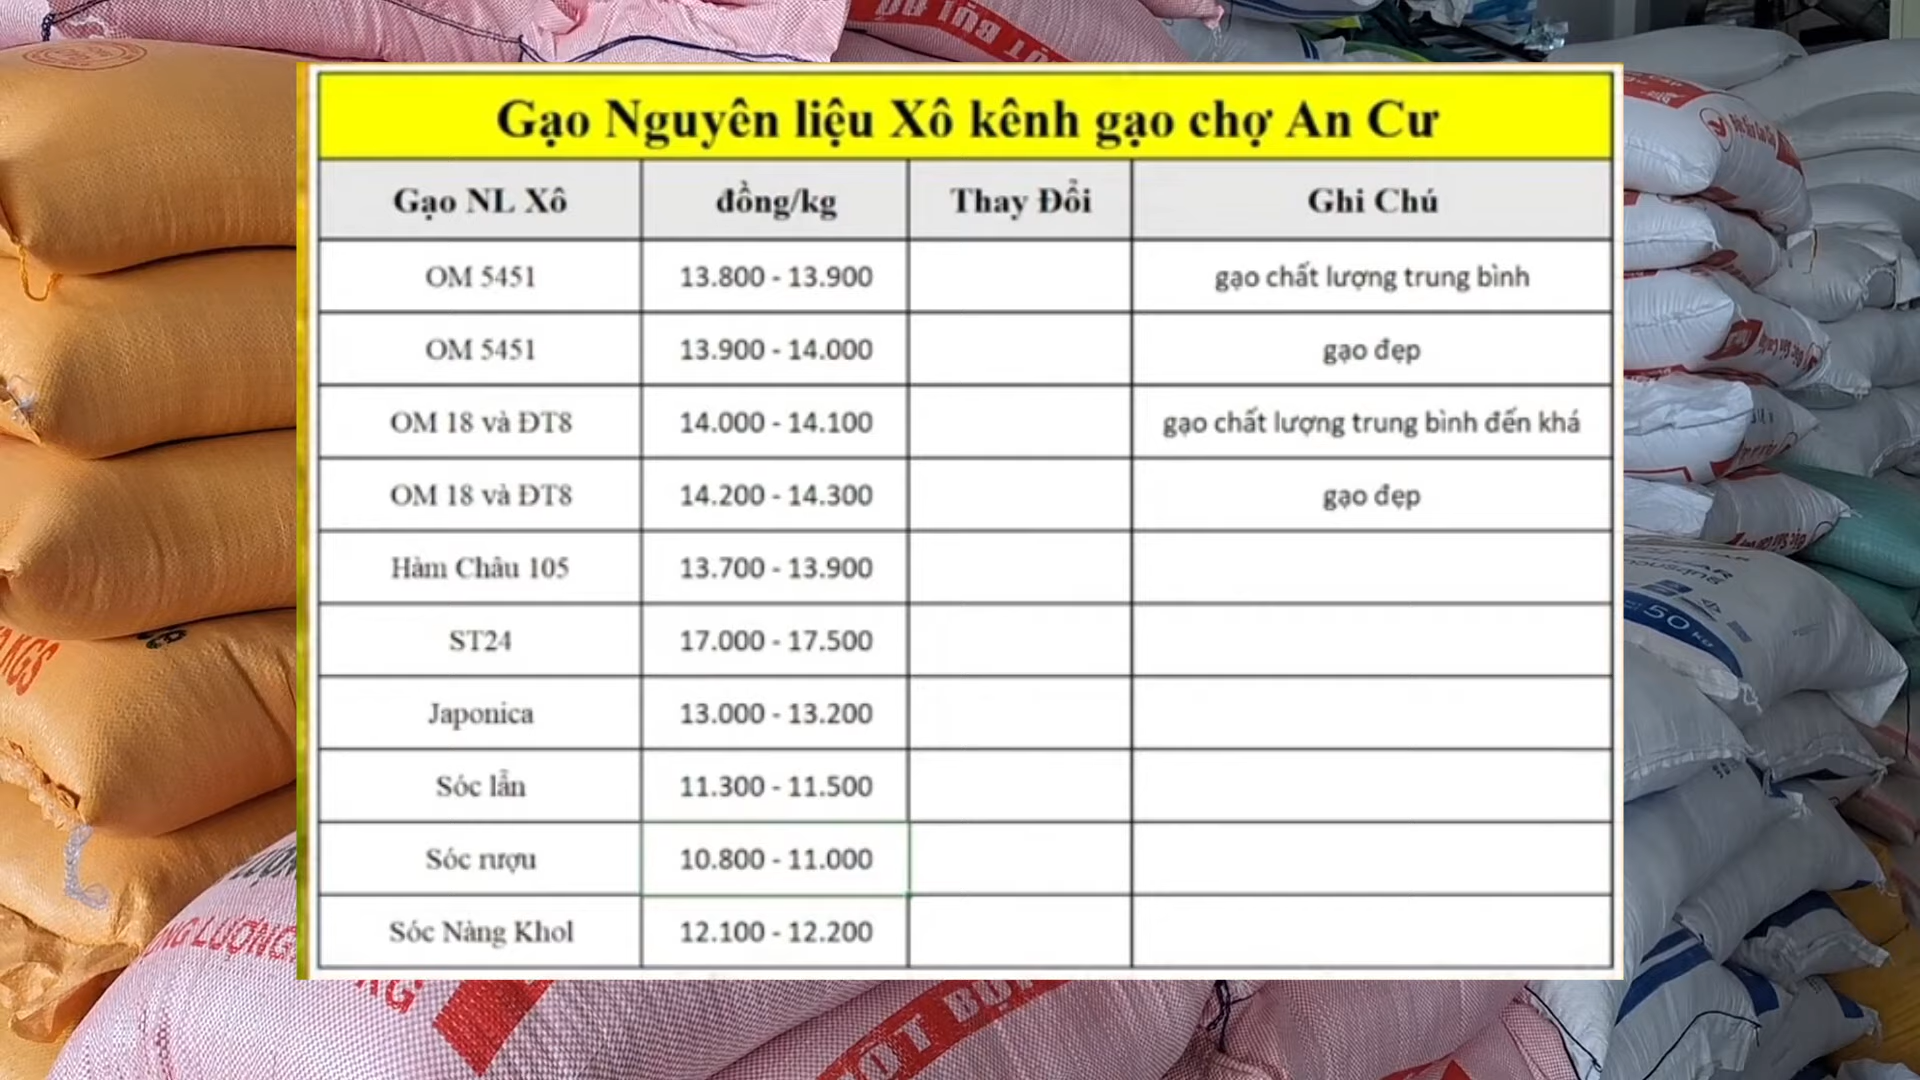 Gạo Nguyên liệu Xô kênh gạo chợ An Cư
Gạo NL Xô đồng/kg Thay Đổi Ghi Chú
OM 5451 13.800 - 13.900 gạo chất lượng trung bình
OM 5451 13.900 - 14.000 gạo đẹp
OM 18 và ĐT8 14.000 - 14.100 gạo chất lượng trung bình đến khá
OM 18 và ĐT8 14.200 - 14.300 gạo đẹp
Hàm Châu 105 13.700 - 13.900
ST24 17.000 - 17.500
Japonica 13.000 - 13.200
Sóc lẫn 11.300 - 11.500
Sóc rượu 10.800 - 11.000
Sóc Nàng Khol 12.100 - 12.200
KGS
50 kg